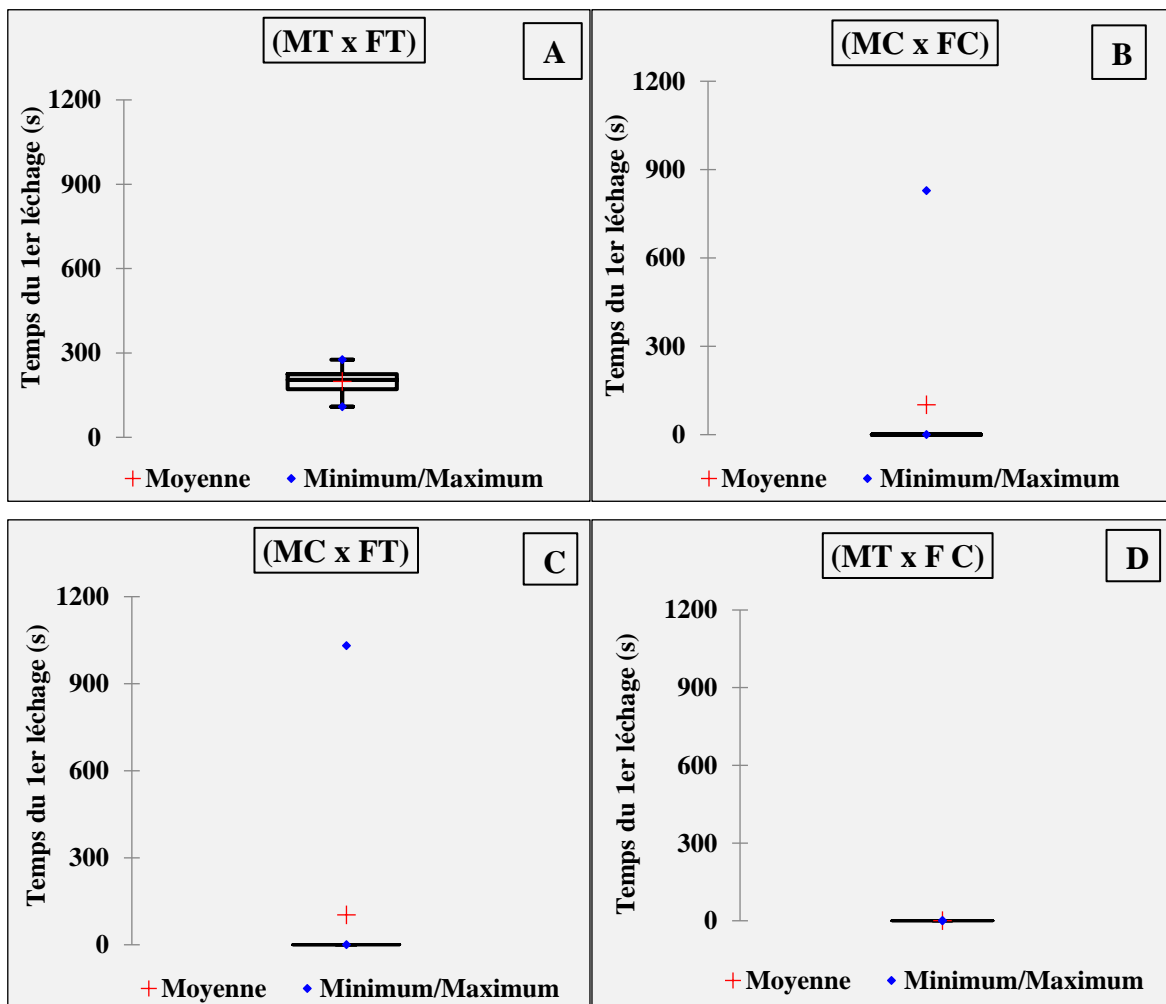 (MT x FT)
A
Temps du 1er léchage (s)
1200
900
600
300
0
Moyenne
Minimum/Maximum
(MC x FC)
B
Temps du 1er léchage (s)
1200
900
600
300
0
Moyenne
Minimum/Maximum
(MC x FT)
C
Temps du 1er léchage (s)
1200
900
600
300
0
Moyenne
Minimum/Maximum
(MT x F C)
D
Temps du 1er léchage (s)
1200
900
600
300
0
Moyenne
Minimum/Maximum